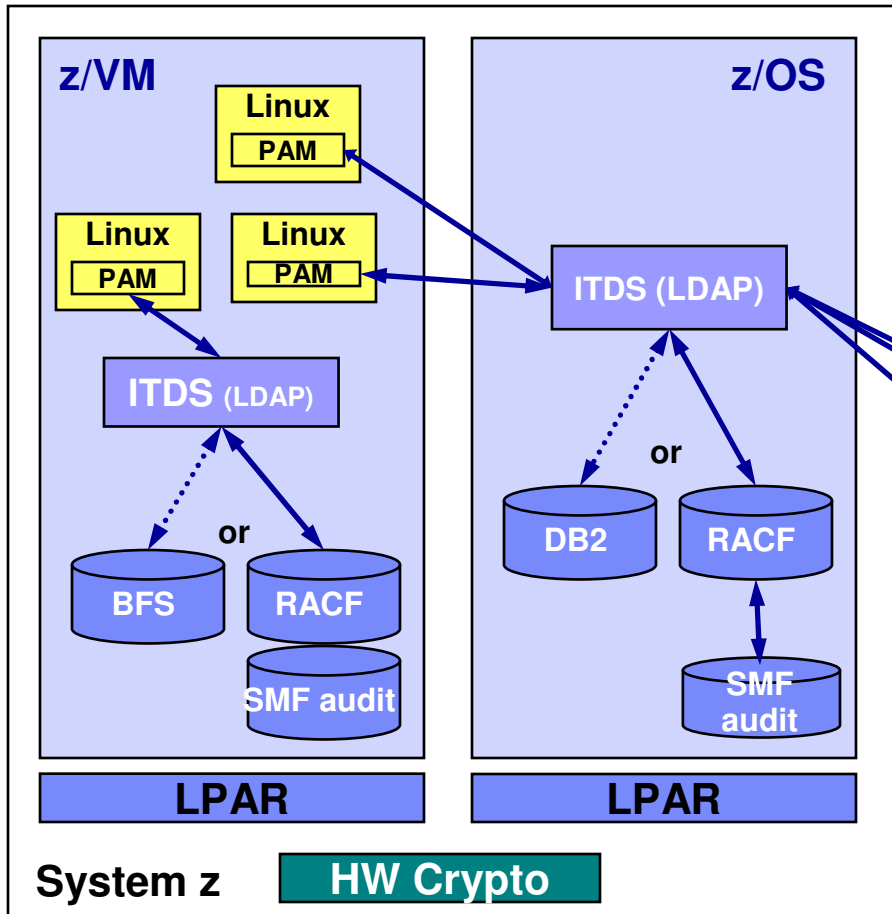 z/VM
Linux
PAM
Linux
PAM
Linux
PAM
ITDS (LDAP)
or
BFS
RACF
SMF audit
LPAR
z/OS
ITDS (LDAP)
or
DB2
RACF
SMF
audit
LPAR
System z
HW Crypto